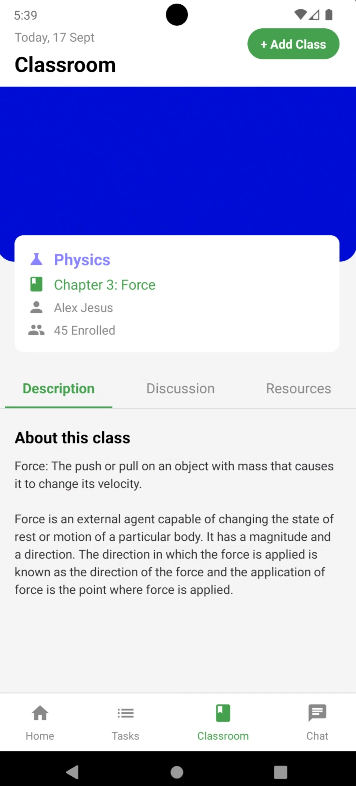 5:39
Today, 17 Sept
+ Add Class
Classroom
Physics
Chapter 3: Force
Alex Jesus
45 Enrolled
Description
Discussion
Resources
About this class
Force: The push or pull on an object with mass that causes
it to change its velocity.
Force is an external agent capable of changing the state of
rest or motion of a particular body. It has a magnitude and
a direction. The direction in which the force is applied is
known as the direction of the force and the application of
force is the point where force is applied.
Home
Tasks
Classroom
Chat